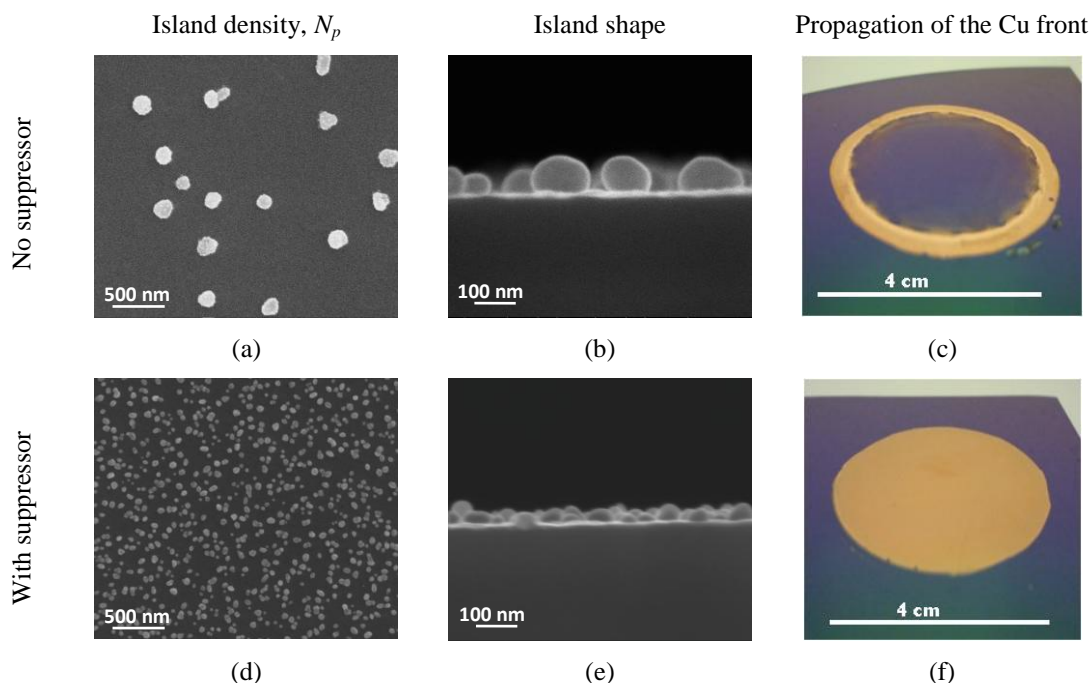 Island density, Np
Island shape
Propagation of the Cu front
No suppressor
500 nm
100 nm
4 cm
(a)
(b)
(c)
With suppressor
500 nm
100 nm
4 cm
(d)
(e)
(f)